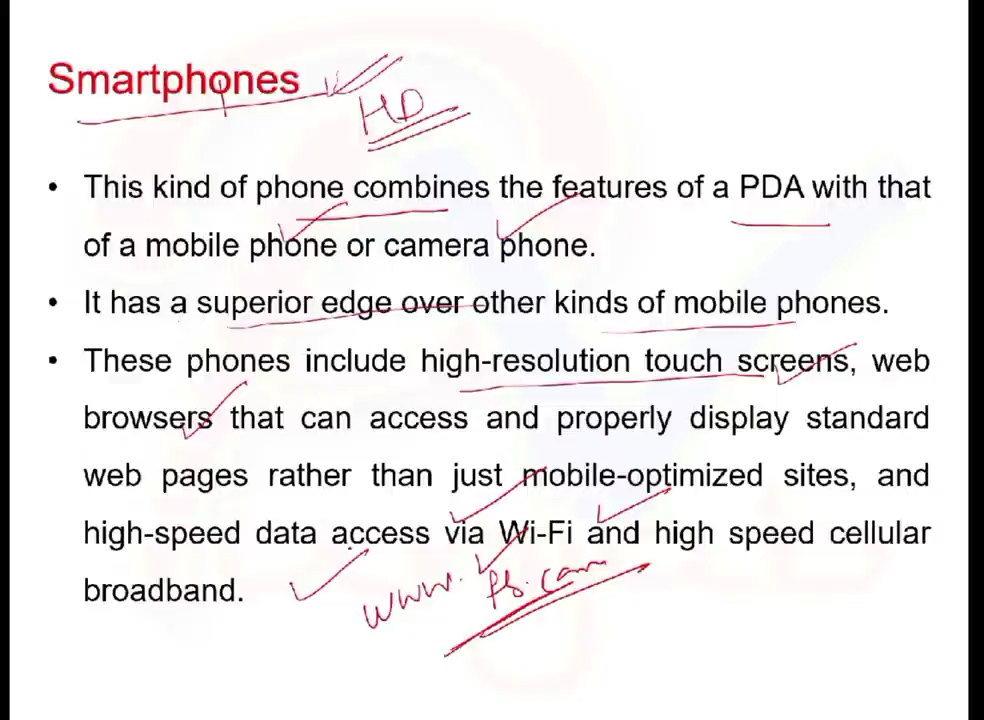 Smartphones
HD
• This kind of phone combines the features of a PDA with that
of a mobile phone or camera phone.
• It has a superior edge over other kinds of mobile phones.
• These phones include high-resolution touch screens, web
browsers that can access and properly display standard
web pages rather than just mobile-optimized sites, and
high-speed data access via Wi-Fi and high speed cellular
broadband.
www.